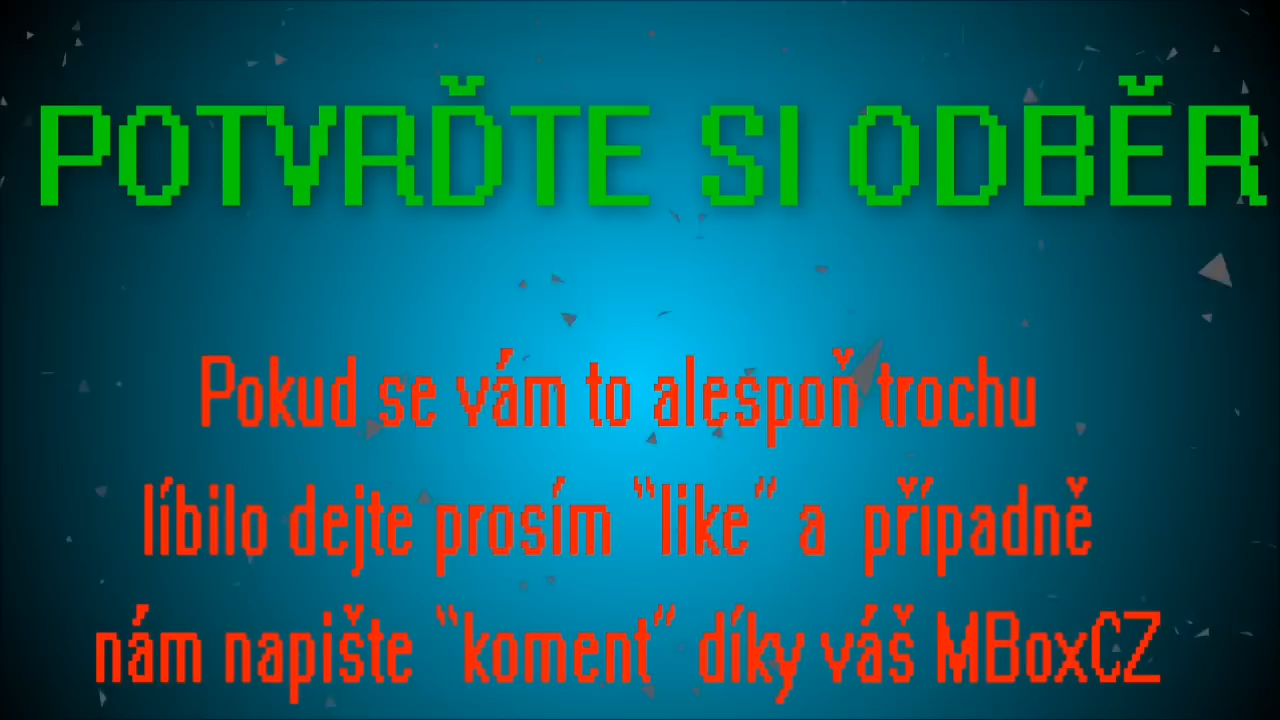 POTVRĎTE SI ODBĚR
Pokud se vám to alespoň trochu
líbilo dejte prosím "like" a případně
nám napište "koment" díky váš MBoxCZ